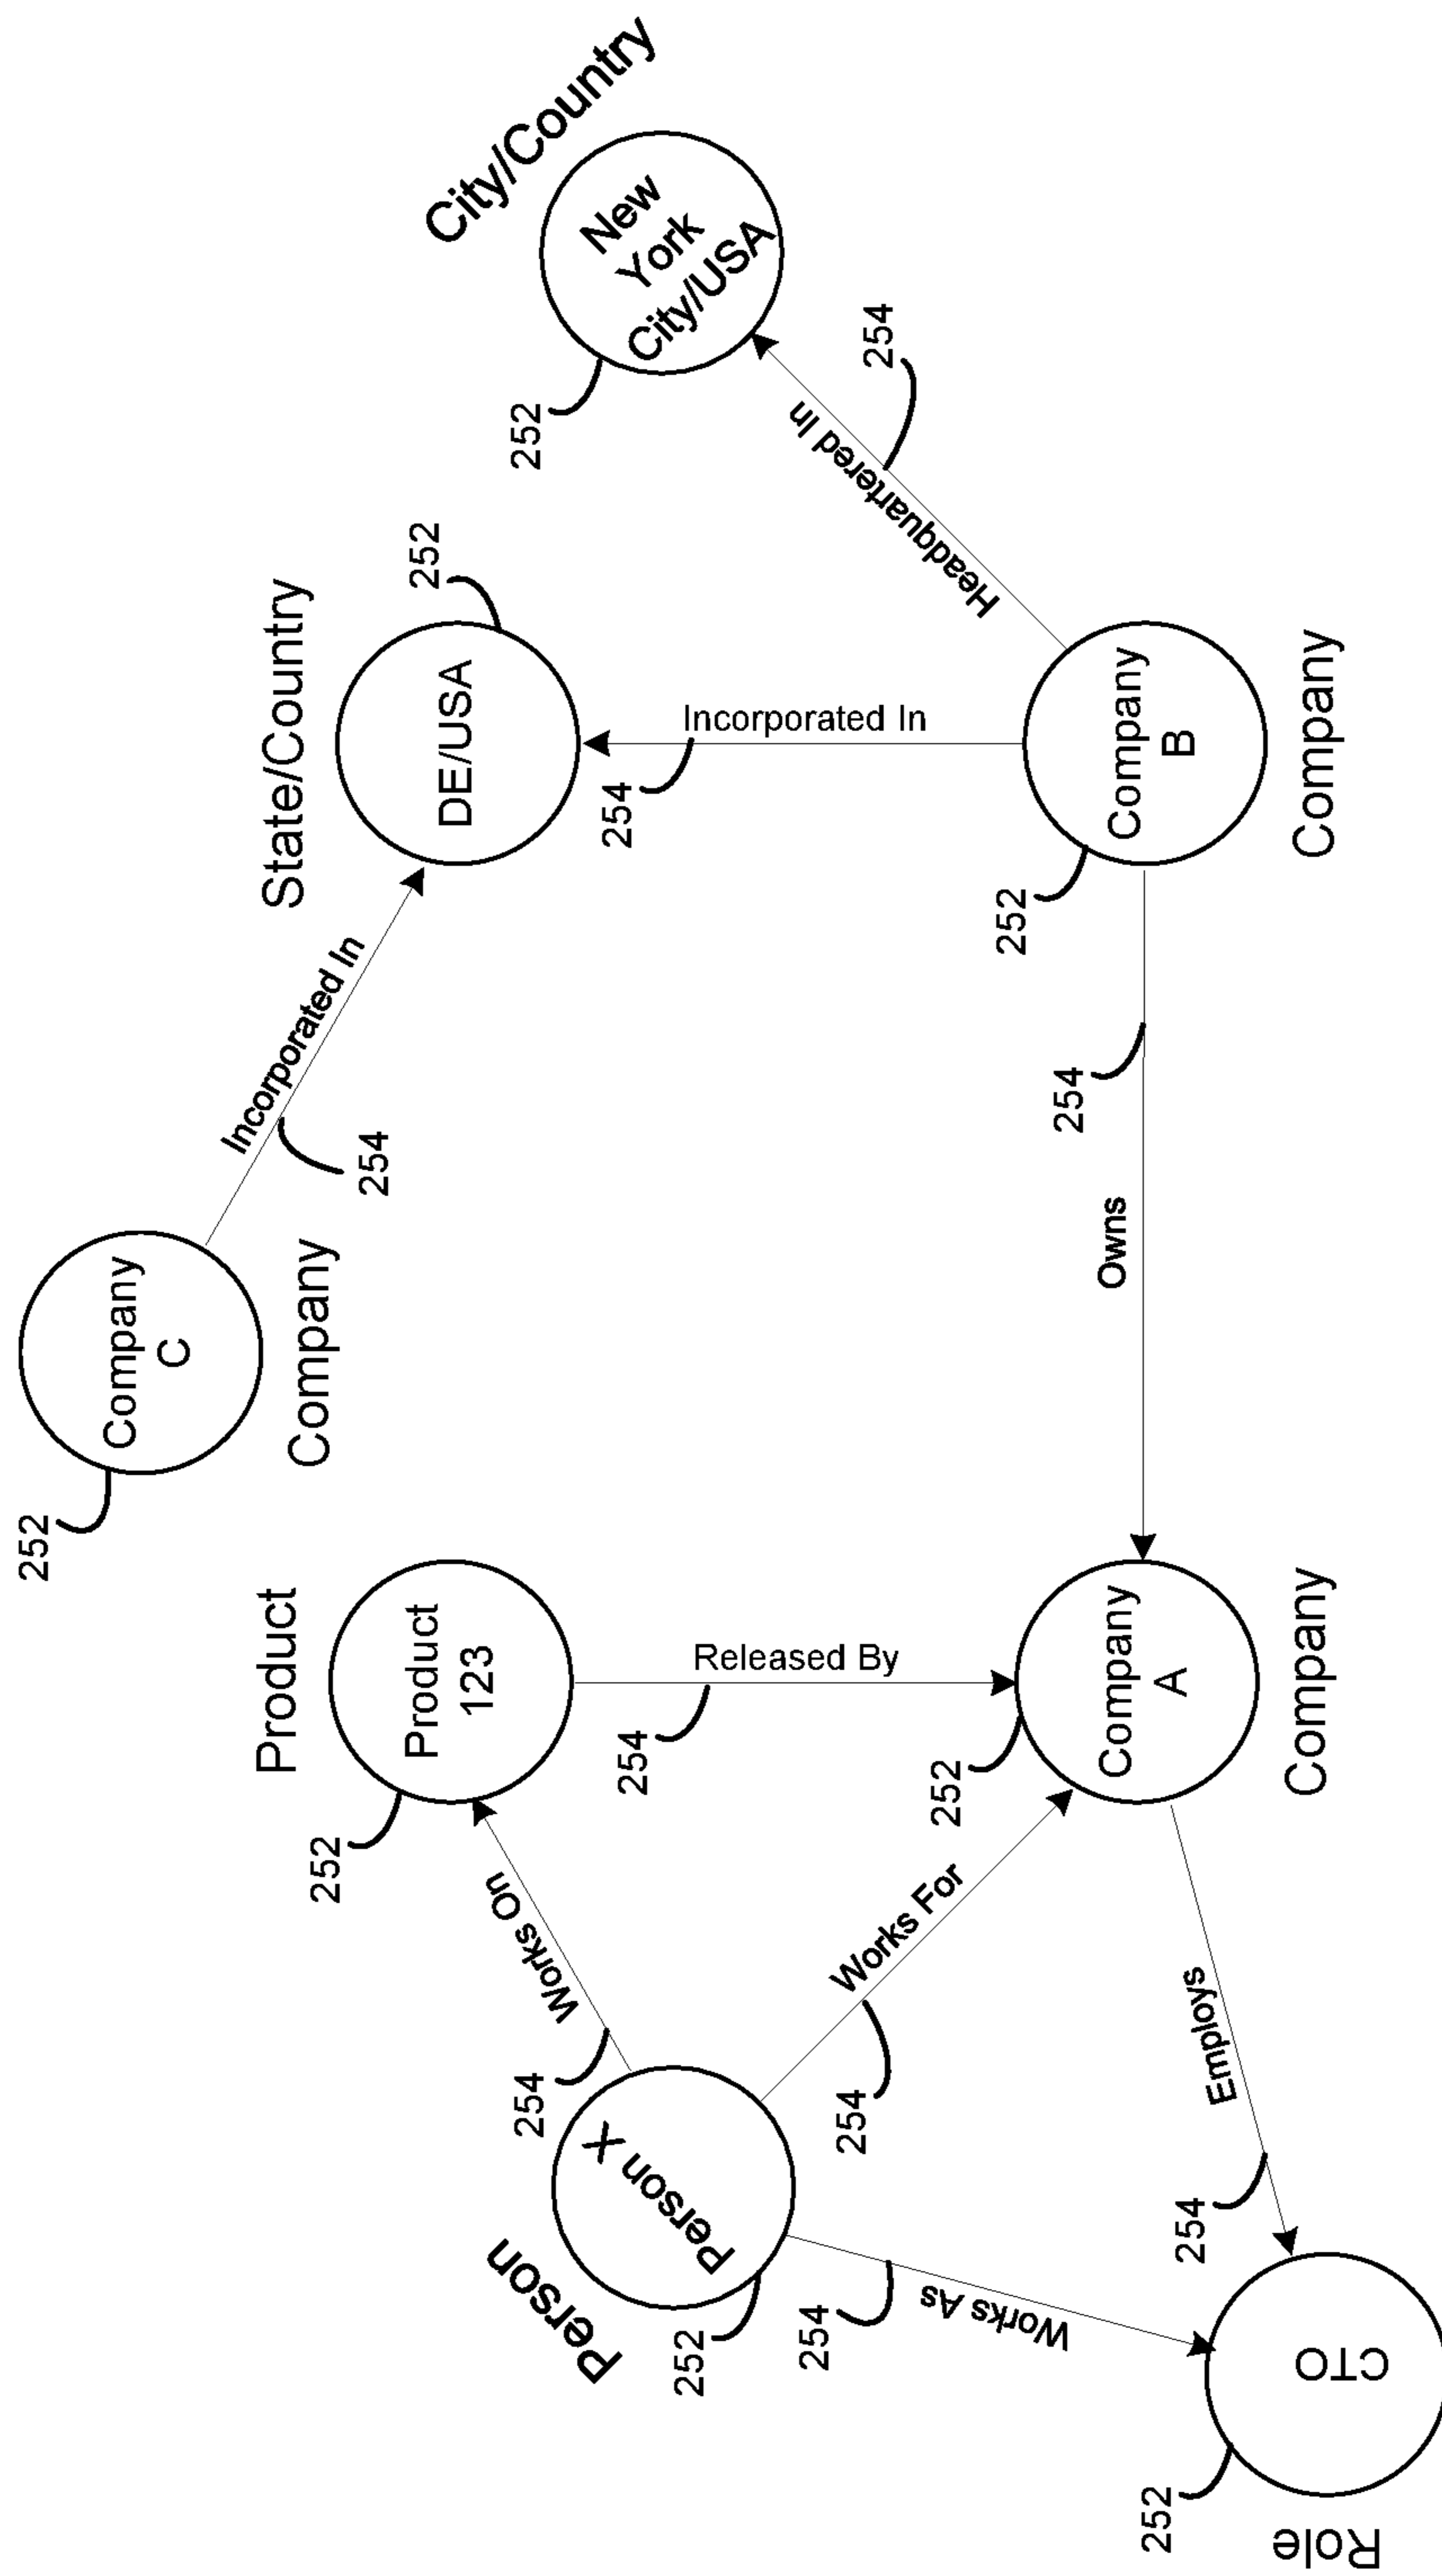 252
Company
C
Company
Incorporated In
254
State/Country
DE/USA
252
City/Country
New
York
City/USA
252
Product
Product
123
252
Person
Person X
252
Works On
254
Works For
254
Works As
254
Released By
254
Incorporated In
254
Headquartered In
254
252
Company
A
Company
Owns
254
252
Company
B
Company
Employs
254
252
CTO
Role